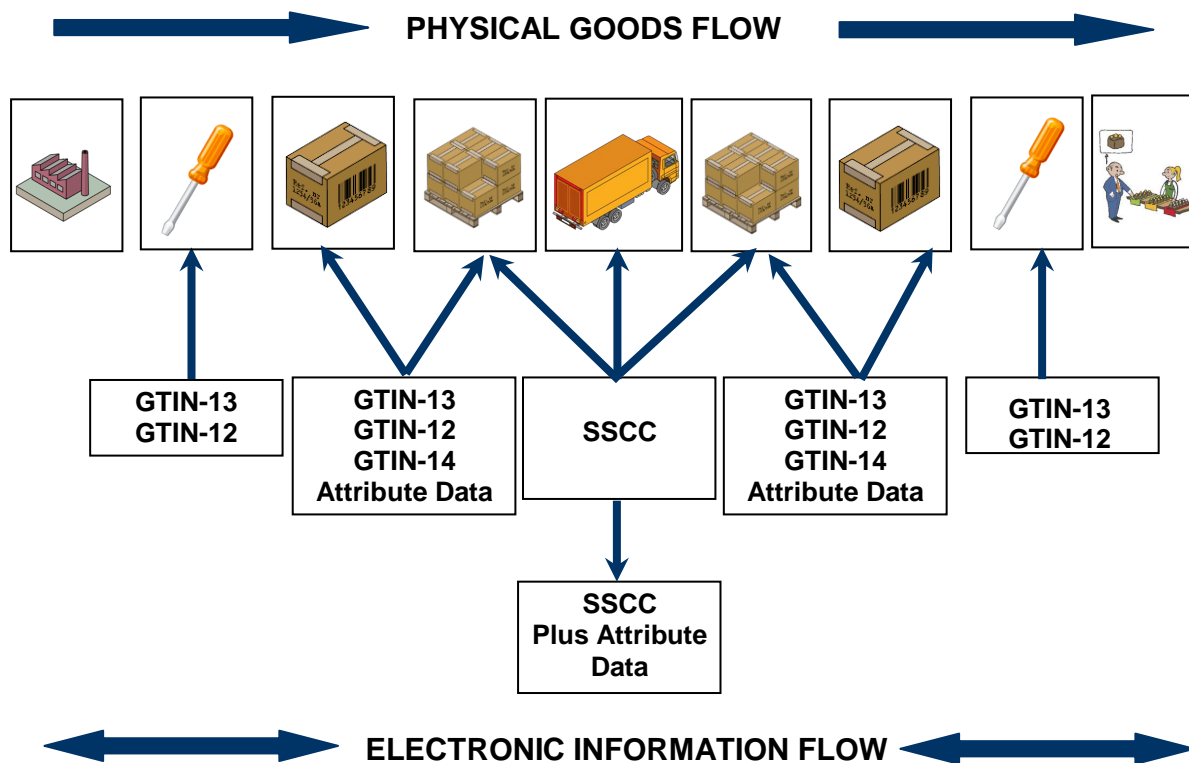 PHYSICAL GOODS FLOW
GTIN-13
GTIN-12
GTIN-13
GTIN-12
GTIN-14
Attribute Data
SSCC
GTIN-13
GTIN-12
GTIN-14
Attribute Data
GTIN-13
GTIN-12
SSCC
Plus Attribute
Data
ELECTRONIC INFORMATION FLOW